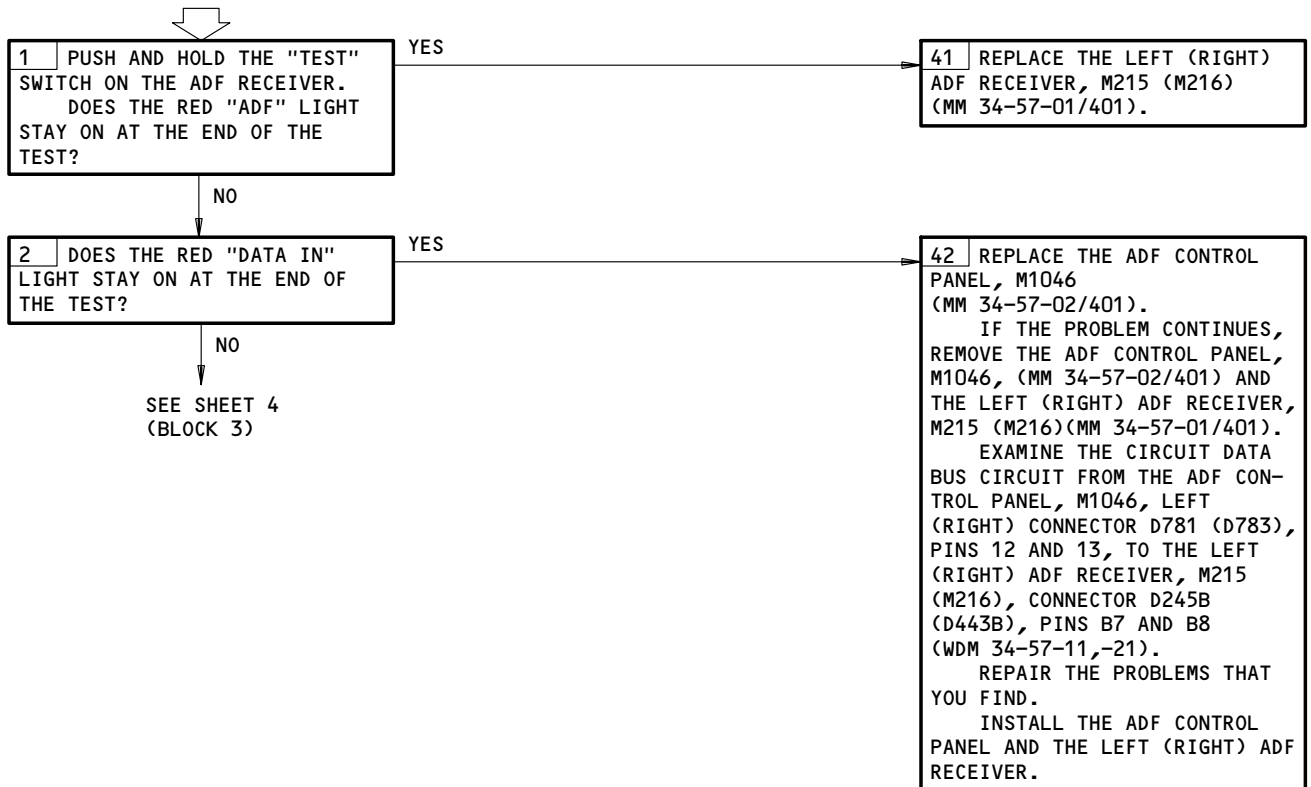 1 PUSH AND HOLD THE "TEST"
SWITCH ON THE ADF RECEIVER.
DOES THE RED "ADF" LIGHT
STAY ON AT THE END OF THE
TEST?
YES
41 REPLACE THE LEFT (RIGHT)
ADF RECEIVER, M215 (M216)
(MM 34-57-01/401).
NO
2 DOES THE RED "DATA IN"
LIGHT STAY ON AT THE END OF
THE TEST?
YES
42 REPLACE THE ADF CONTROL
PANEL, M1046
(MM 34-57-02/401).
IF THE PROBLEM CONTINUES,
REMOVE THE ADF CONTROL PANEL,
M1046, (MM 34-57-02/401) AND
THE LEFT (RIGHT) ADF RECEIVER,
M215 (M216)(MM 34-57-01/401).
EXAMINE THE CIRCUIT DATA
BUS CIRCUIT FROM THE ADF CON-
TROL PANEL, M1046, LEFT
(RIGHT) CONNECTOR D781 (D783),
PINS 12 AND 13, TO THE LEFT
(RIGHT) ADF RECEIVER, M215
(M216), CONNECTOR D245B
(D443B), PINS B7 AND B8
(WDM 34-57-11,-21).
REPAIR THE PROBLEMS THAT
YOU FIND.
INSTALL THE ADF CONTROL
PANEL AND THE LEFT (RIGHT) ADF
RECEIVER.
NO
SEE SHEET 4
(BLOCK 3)